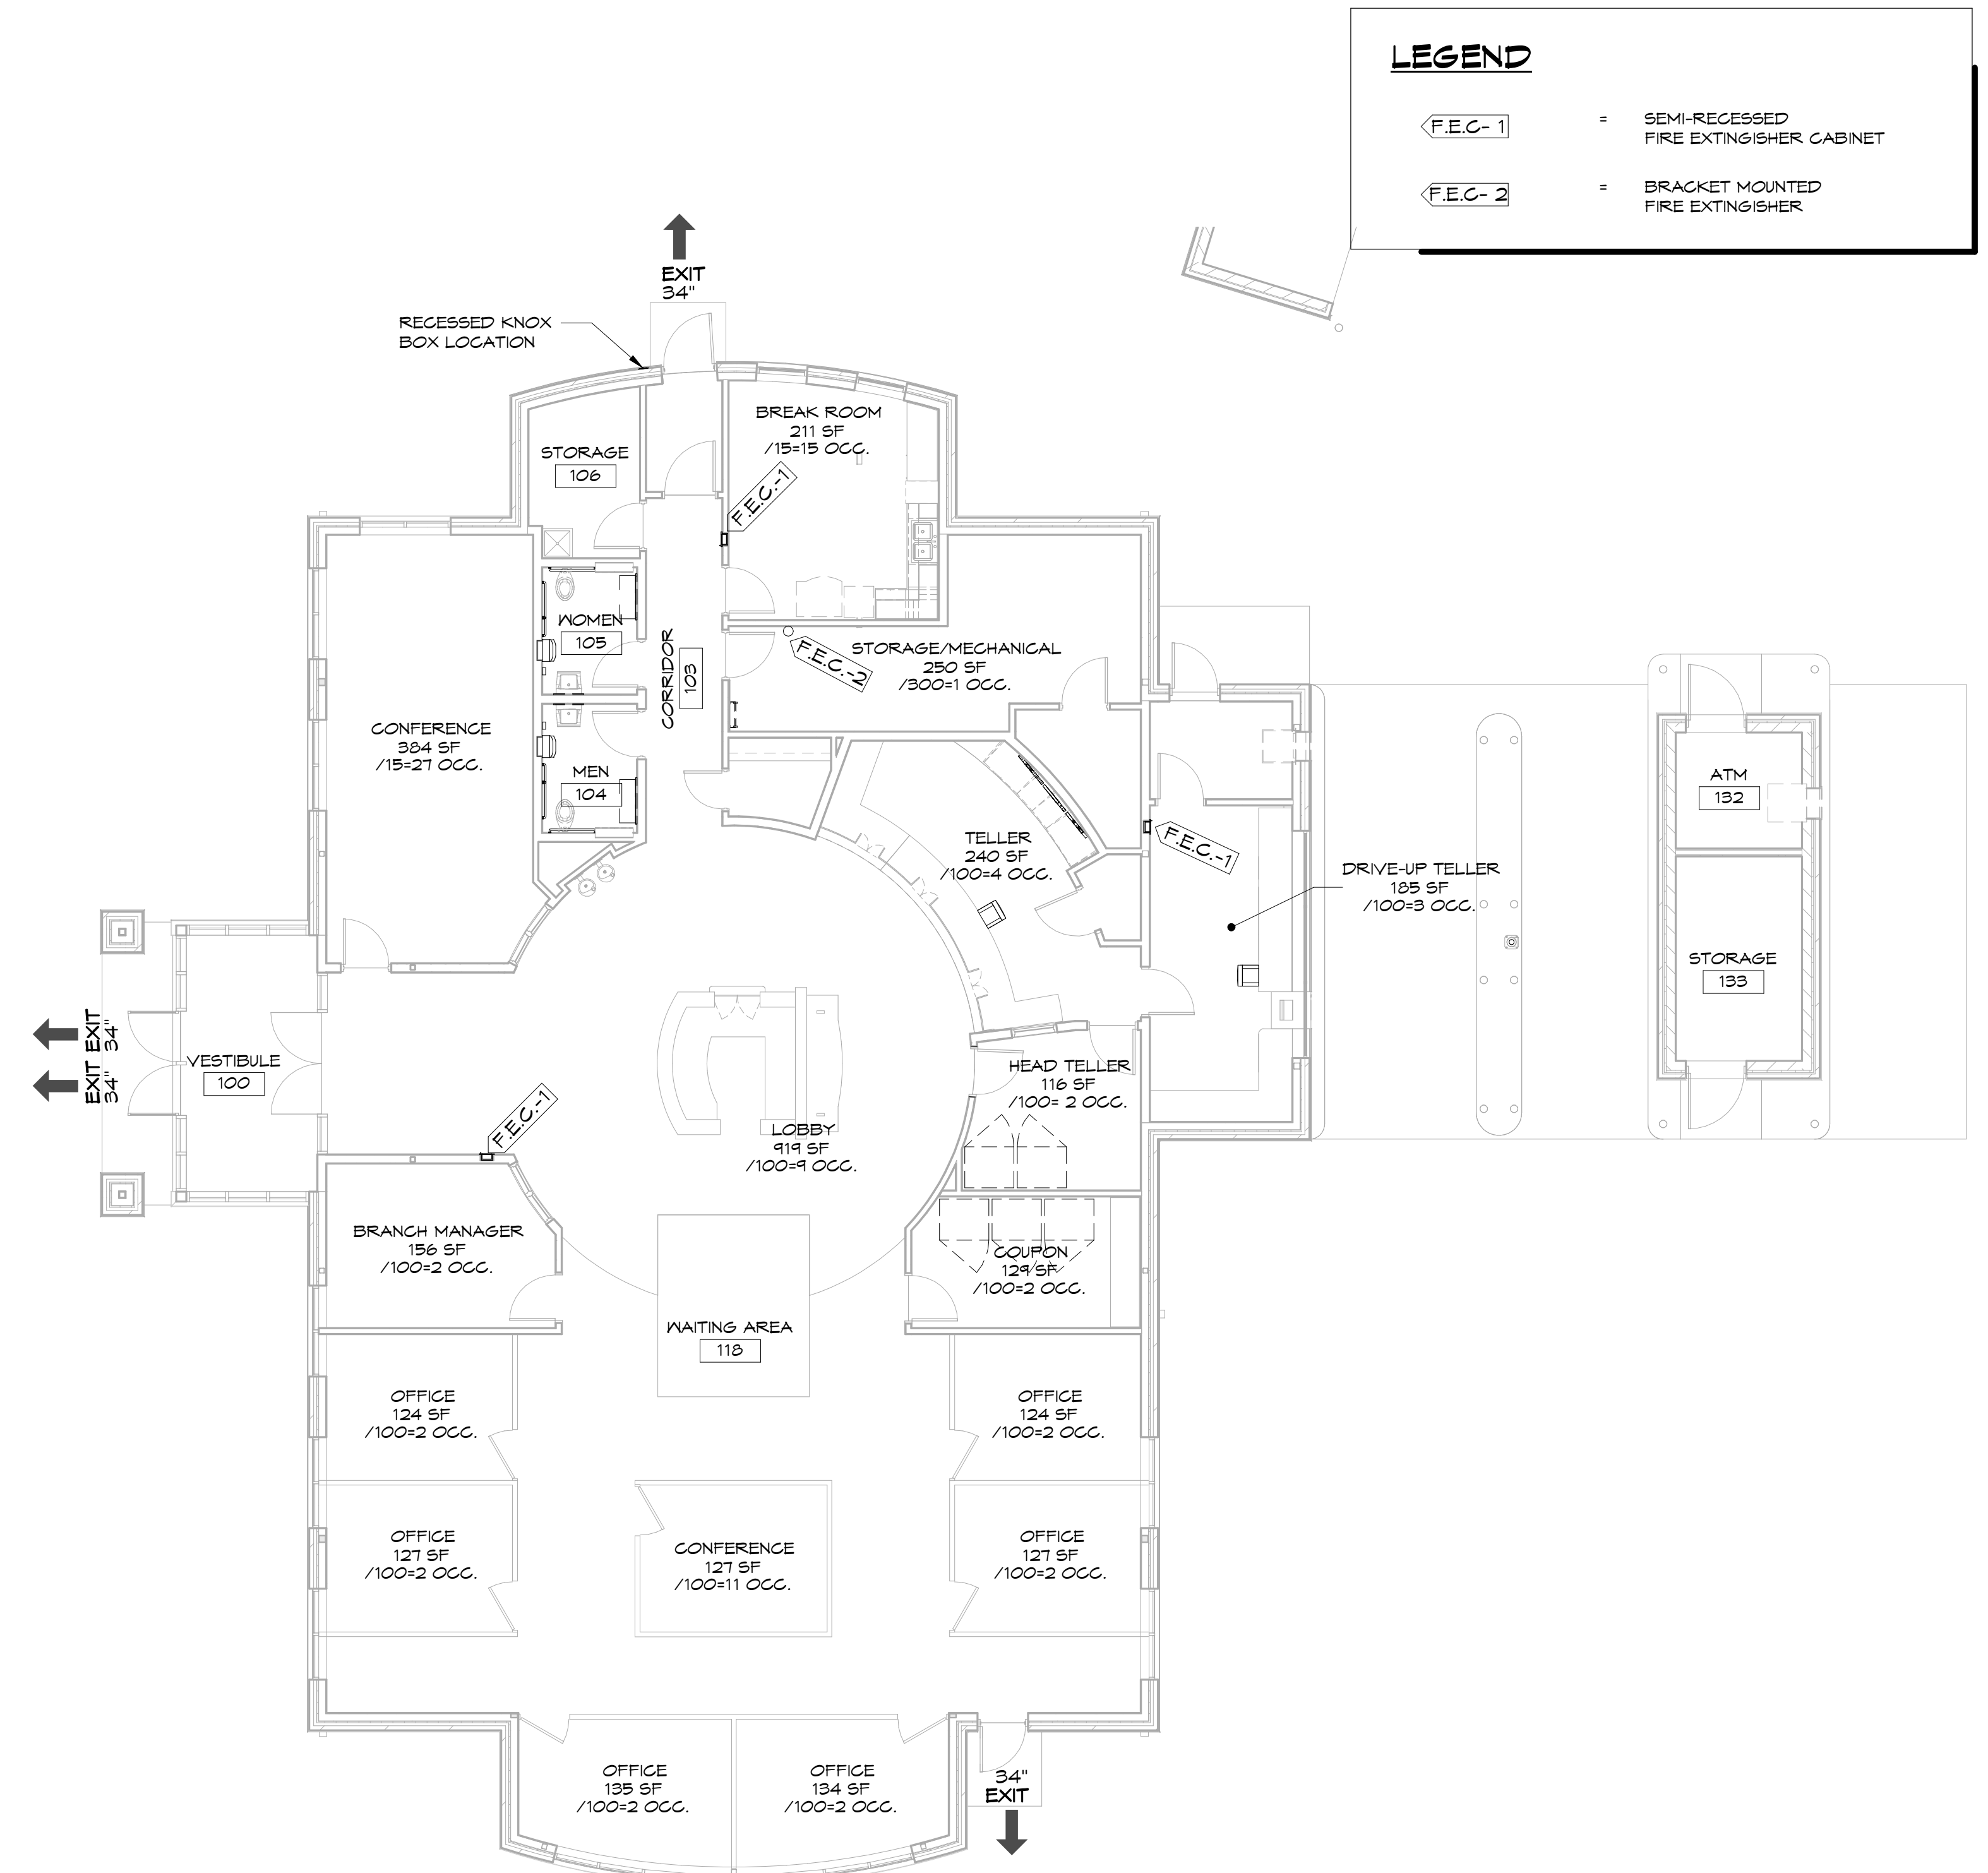 LEGEND
F.E.C- 1 = SEMI-RECESSED
FIRE EXTINGISHER CABINET
F.E.C- 2 = BRACKET MOUNTED
FIRE EXTINGISHER
EXIT
34"
RECESSED KNOX
BOX LOCATION
BREAK ROOM
211 SF
/15=15 OCC.
STORAGE
106
F.E.C.-1
WOMEN
105
CORRIDOR
103
F.E.C.-2
STORAGE/MECHANICAL
250 SF
/300=1 OCC.
CONFERENCE
384 SF
/15=27 OCC.
MEN
104
ATM
132
TELLER
240 SF
/100=4 OCC.
F.E.C.-1
DRIVE-UP TELLER
185 SF
/100=3 OCC.
STORAGE
133
EXIT
34"
EXIT
34"
VESTIBULE
100
HEAD TELLER
116 SF
/100= 2 OCC.
F.E.C.-1
LOBBY
919 SF
/100=9 OCC.
BRANCH MANAGER
156 SF
/100=2 OCC.
COUPON
129 SF
/100=2 OCC.
WAITING AREA
118
OFFICE
124 SF
/100=2 OCC.
OFFICE
124 SF
/100=2 OCC.
OFFICE
127 SF
/100=2 OCC.
CONFERENCE
127 SF
/100=11 OCC.
OFFICE
127 SF
/100=2 OCC.
OFFICE
135 SF
/100=2 OCC.
OFFICE
134 SF
/100=2 OCC.
34"
EXIT